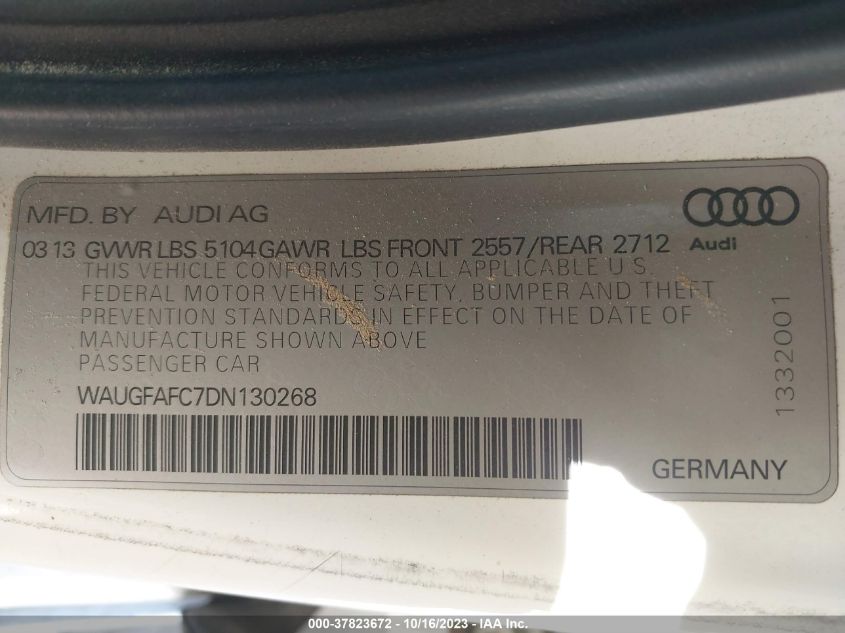 MFD. BY AUDI AG
Audi
03 13 GVWR LBS 5104 GAWR LBS FRONT 2557/REAR 2712
THIS VEHICLE CONFORMS TO ALL APPLICABLE U.S.
FEDERAL MOTOR VEHICLE SAFETY, BUMPER AND THEFT
PREVENTION STANDARDS IN EFFECT ON THE DATE OF
MANUFACTURE SHOWN ABOVE
PASSENGER CAR
WAUGFAFC7DN130268
1332001
GERMANY
000-37823672 - 10/16/2023 - IAA Inc.